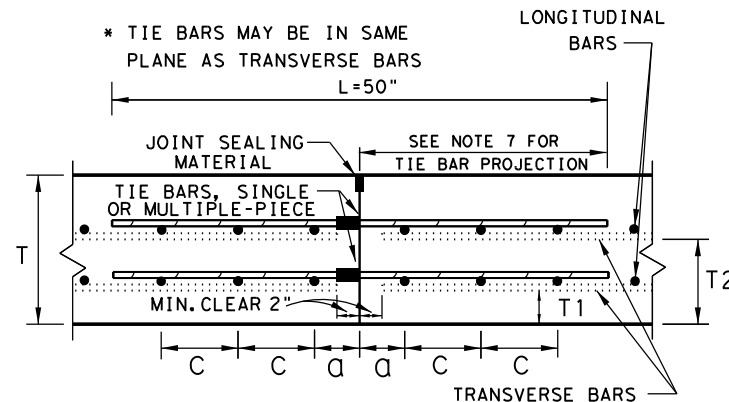 * TIE BARS MAY BE IN SAME
PLANE AS TRANSVERSE BARS
LONGITUDINAL
BARS
L=50"
JOINT SEALING
MATERIAL
SEE NOTE 7 FOR
TIE BAR PROJECTION
TIE BARS, SINGLE
OR MULTIPLE-PIECE
T
T2
MIN. CLEAR 2"
T1
C
C
a
a
C
C
TRANSVERSE BARS